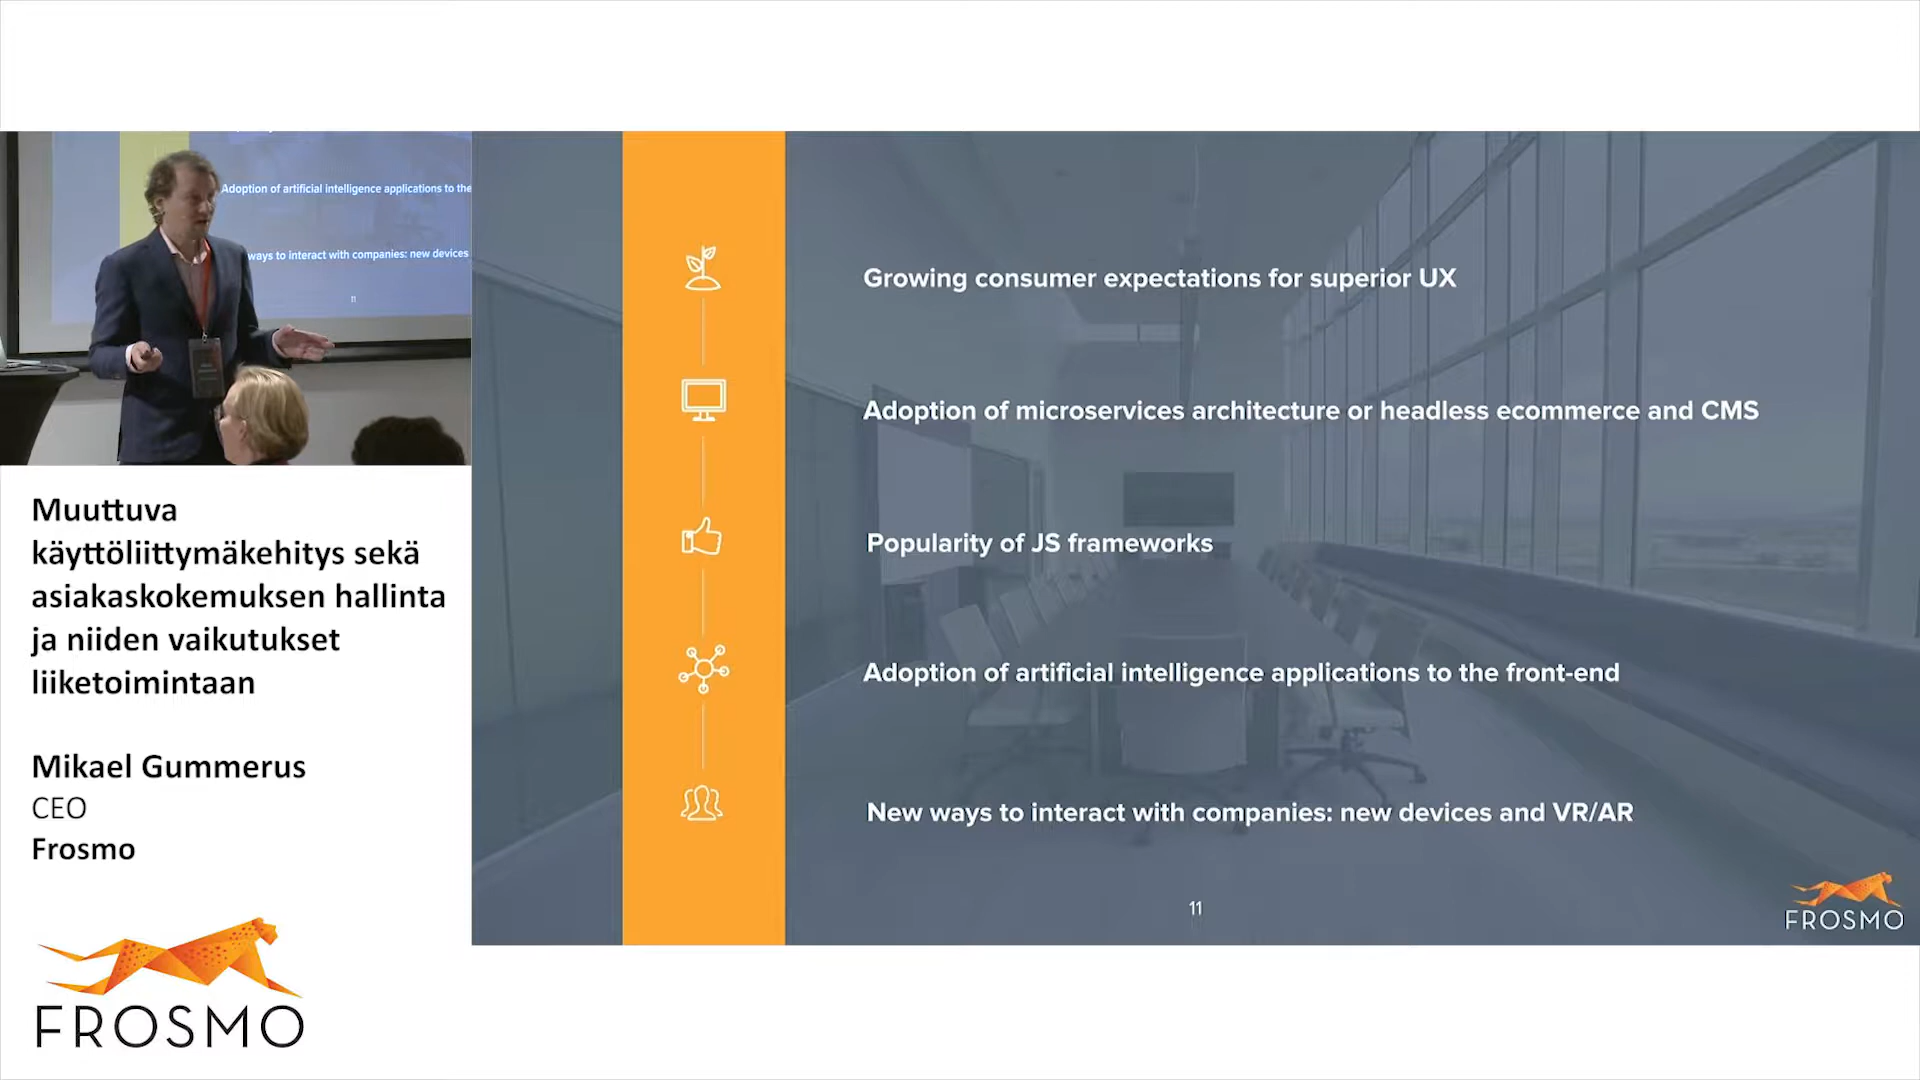 Adoption of artificial intelligence applications to the
ways to interact with companies: new devices
11
Muuttuva
käyttöliittymäkehitys sekä
asiakaskokemuksen hallinta
ja niiden vaikutukset
liiketoimintaan
Mikael Gummerus
CEO
Frosmo
FROSMO
Growing consumer expectations for superior UX
Adoption of microservices architecture or headless ecommerce and CMS
Popularity of JS frameworks
Adoption of artificial intelligence applications to the front-end
New ways to interact with companies: new devices and VR/AR
11
FROSMO